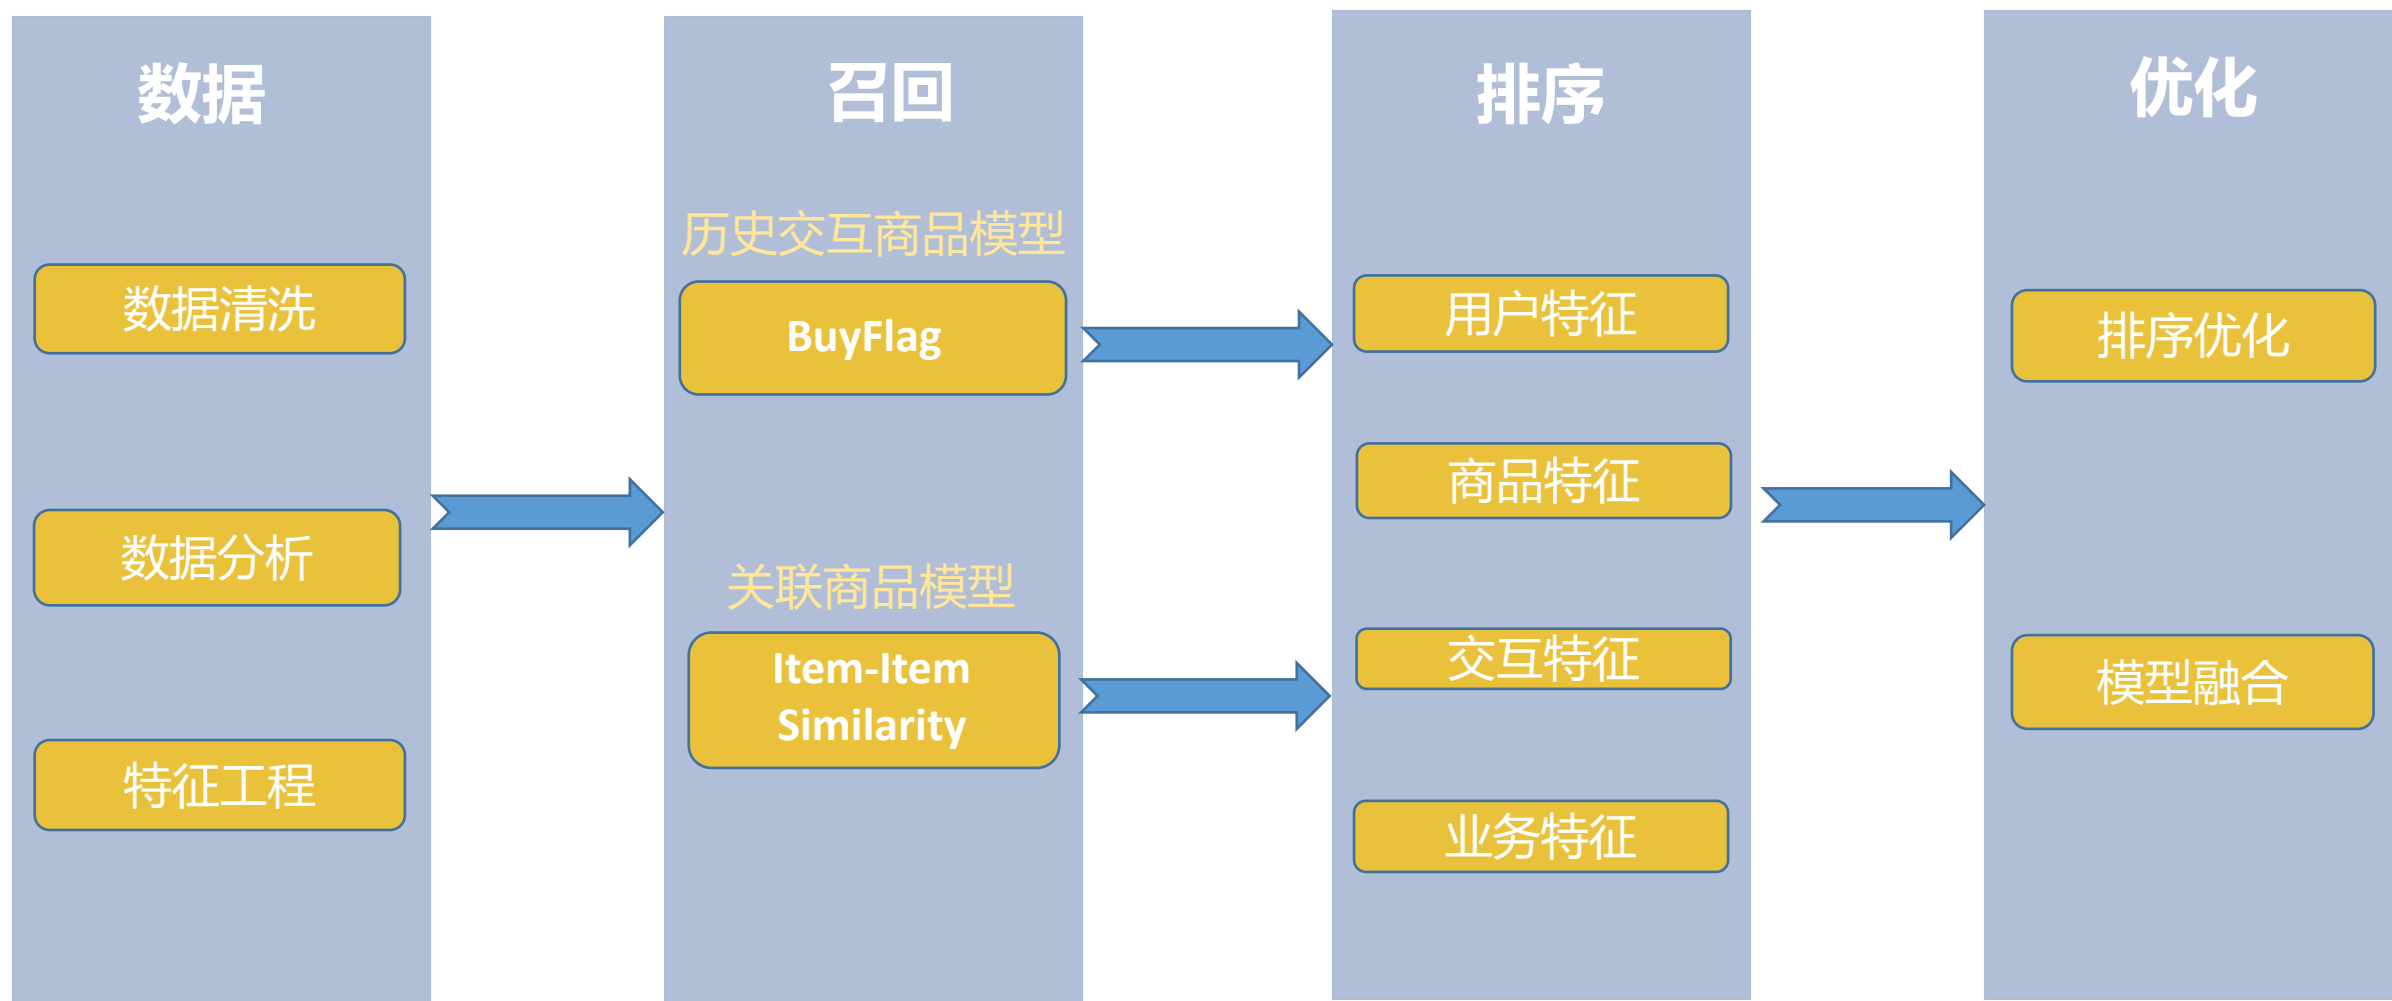 数据
数据清洗
数据分析
特征工程
召回
历史交互商品模型
BuyFlag
关联商品模型
Item-Item
Similarity
排序
用户特征
商品特征
交互特征
业务特征
优化
排序优化
模型融合